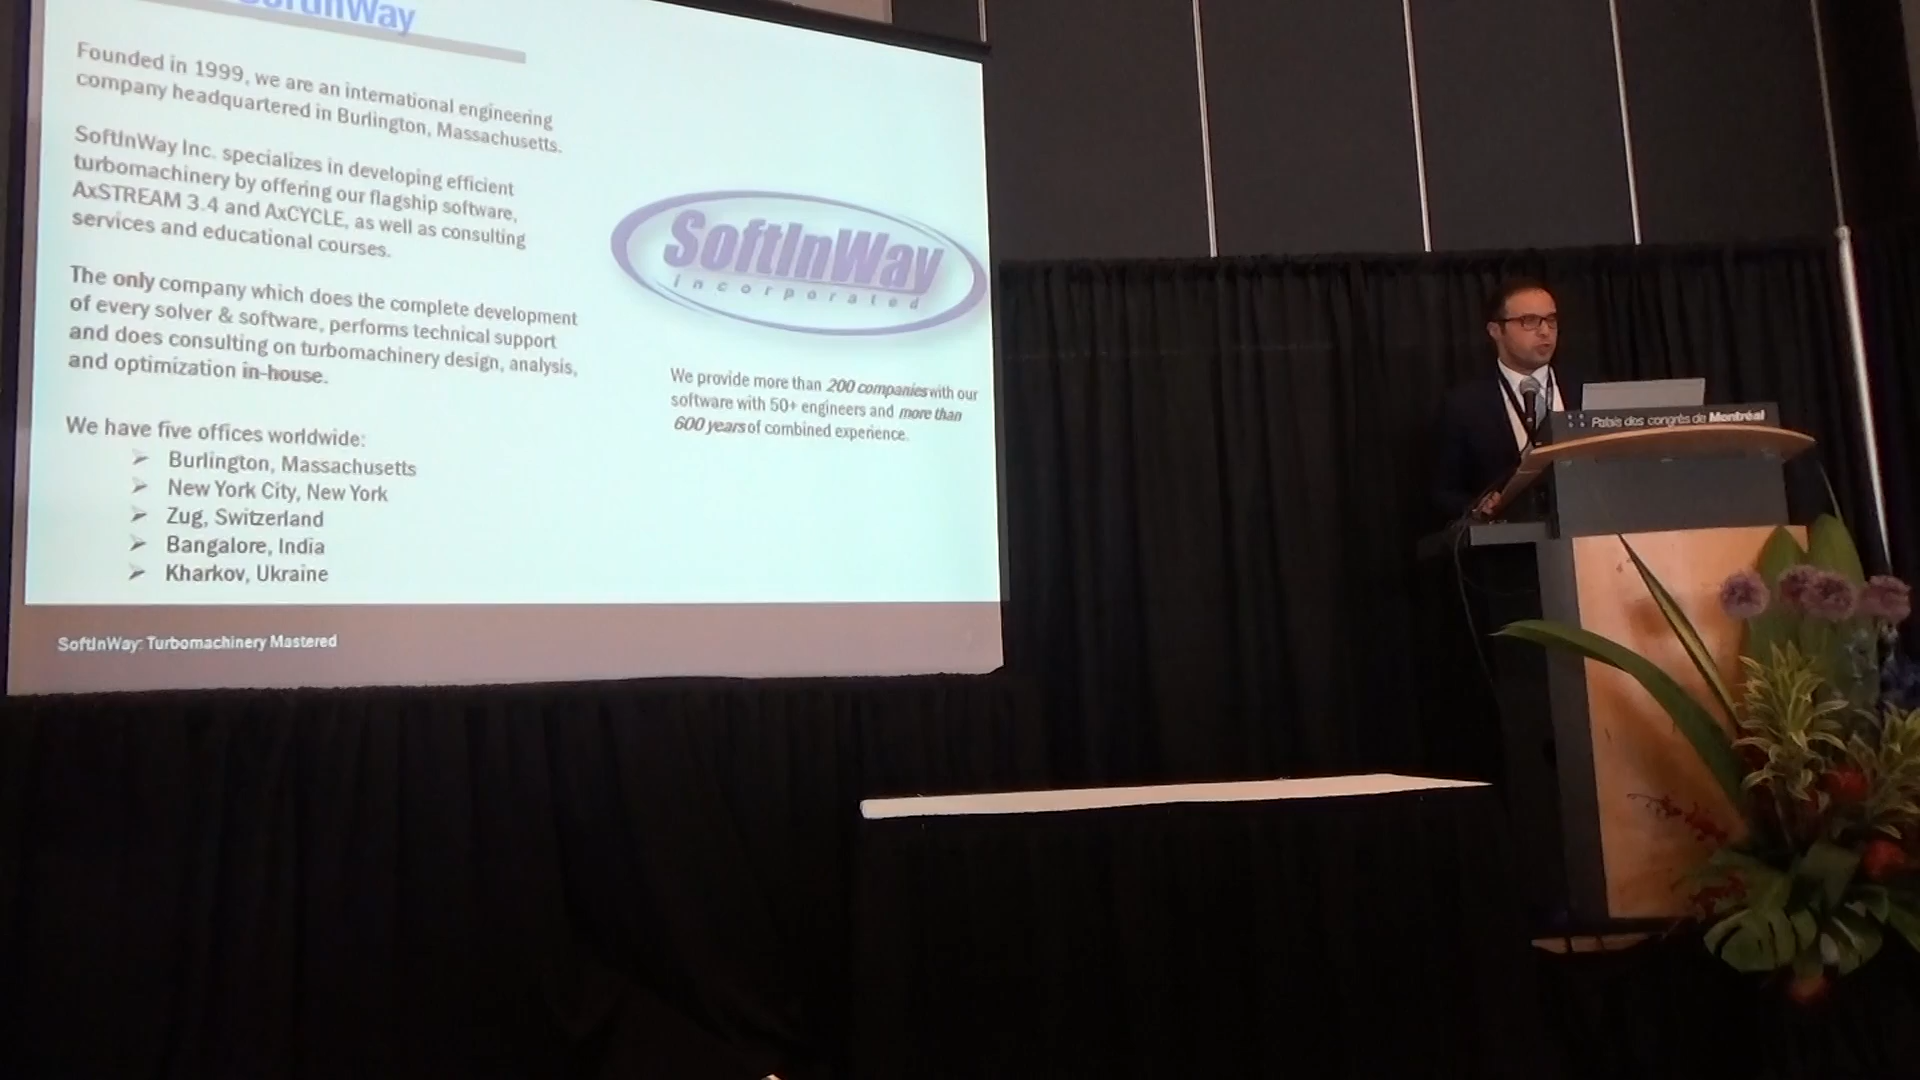 SoftInWay
Founded in 1999, we are an international engineering
company headquartered in Burlington, Massachusetts.
SoftInWay Inc. specializes in developing efficient
turbomachinery by offering our flagship software,
AxSTREAM 3.4 and AxCYCLE, as well as consulting
services and educational courses.
The only company which does the complete development
of every solver & software, performs technical support
and does consulting on turbomachinery design, analysis,
and optimization in-house.
We have five offices worldwide:
➢ Burlington, Massachusetts
➢ New York City, New York
➢ Zug, Switzerland
➢ Bangalore, India
➢ Kharkov, Ukraine
SoftInWay
incorporated
We provide more than 200 companies with our
software with 50+ engineers and more than
600 years of combined experience.
SoftInWay: Turbomachinery Mastered
Palais des congrès de Montréal